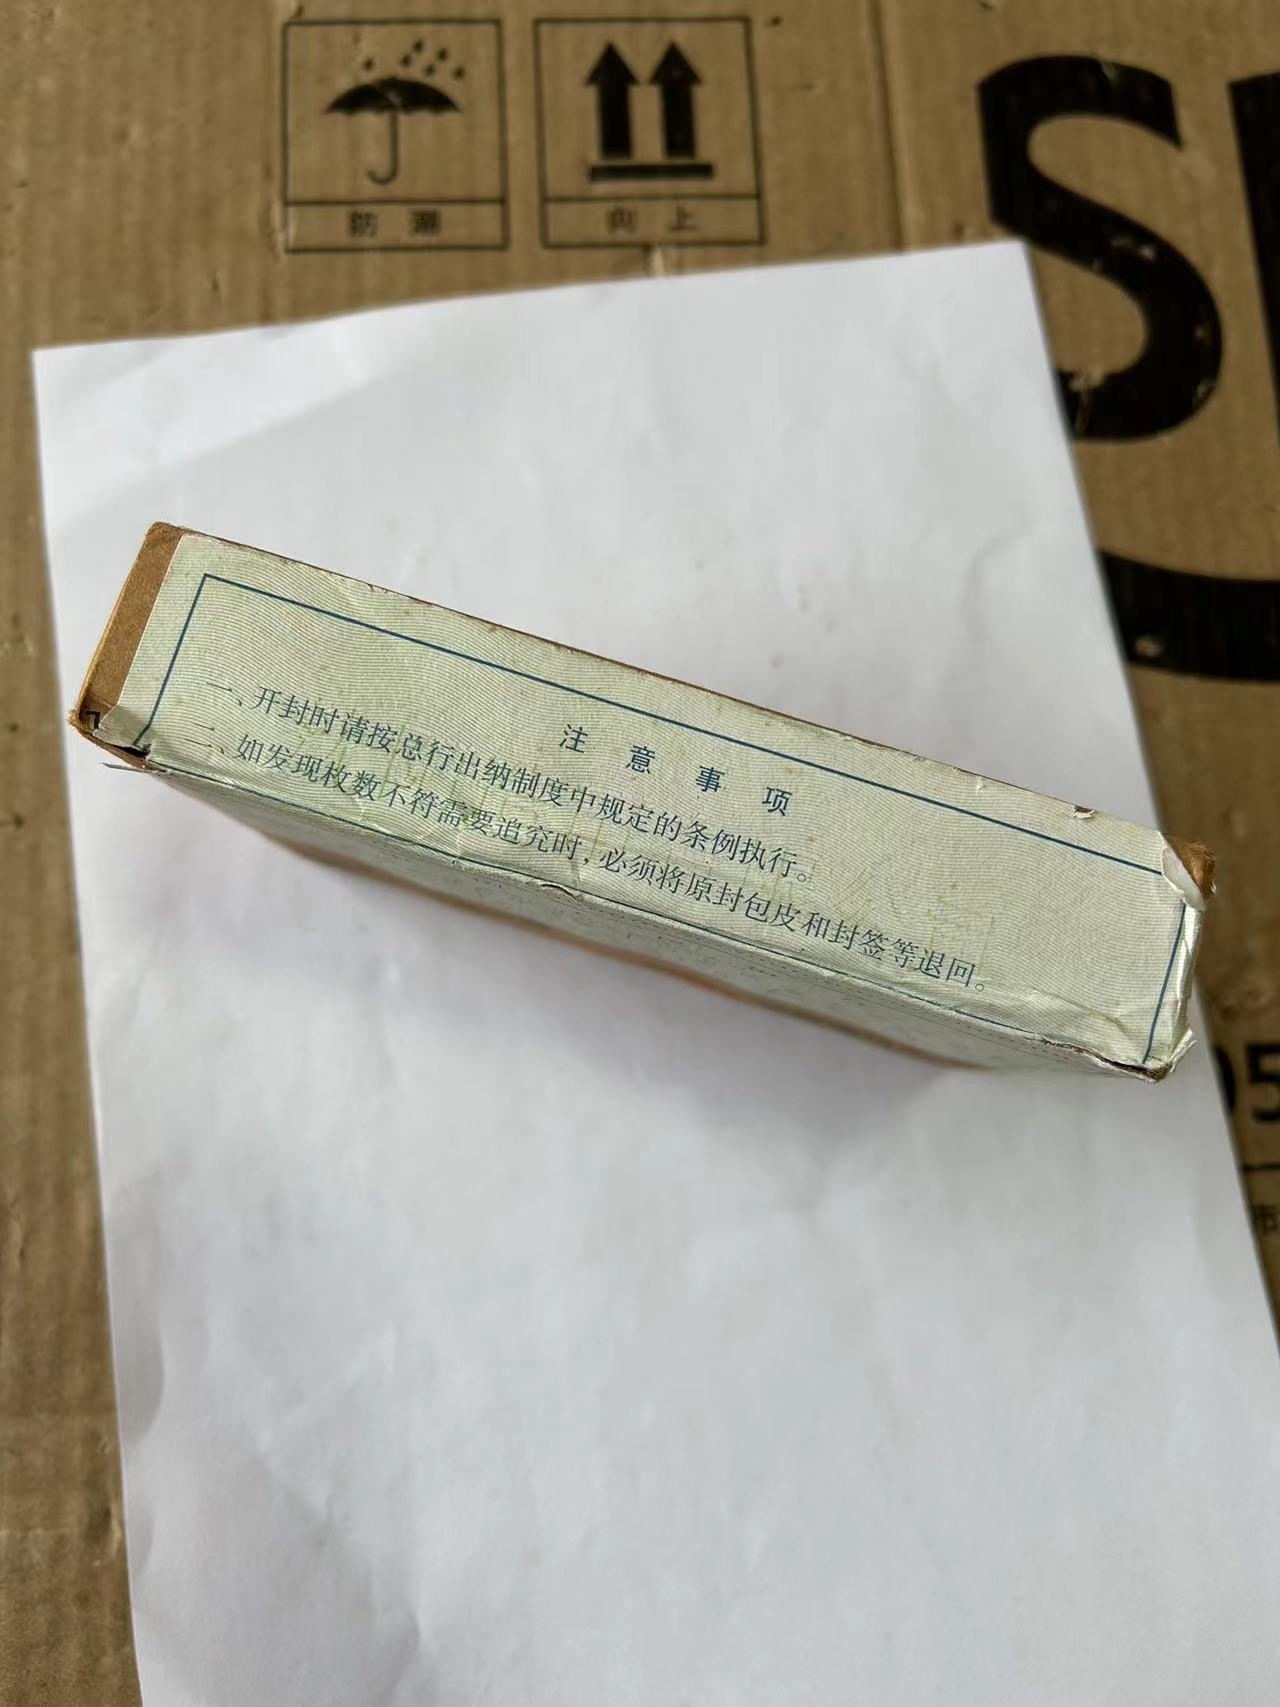 防潮
向上
注意事项
一、开封时请按总行出纳制度中规定的条例执行。
二、如发现枚数不符需要追究时,必须将原封包皮和封签等退回。
S
05
市